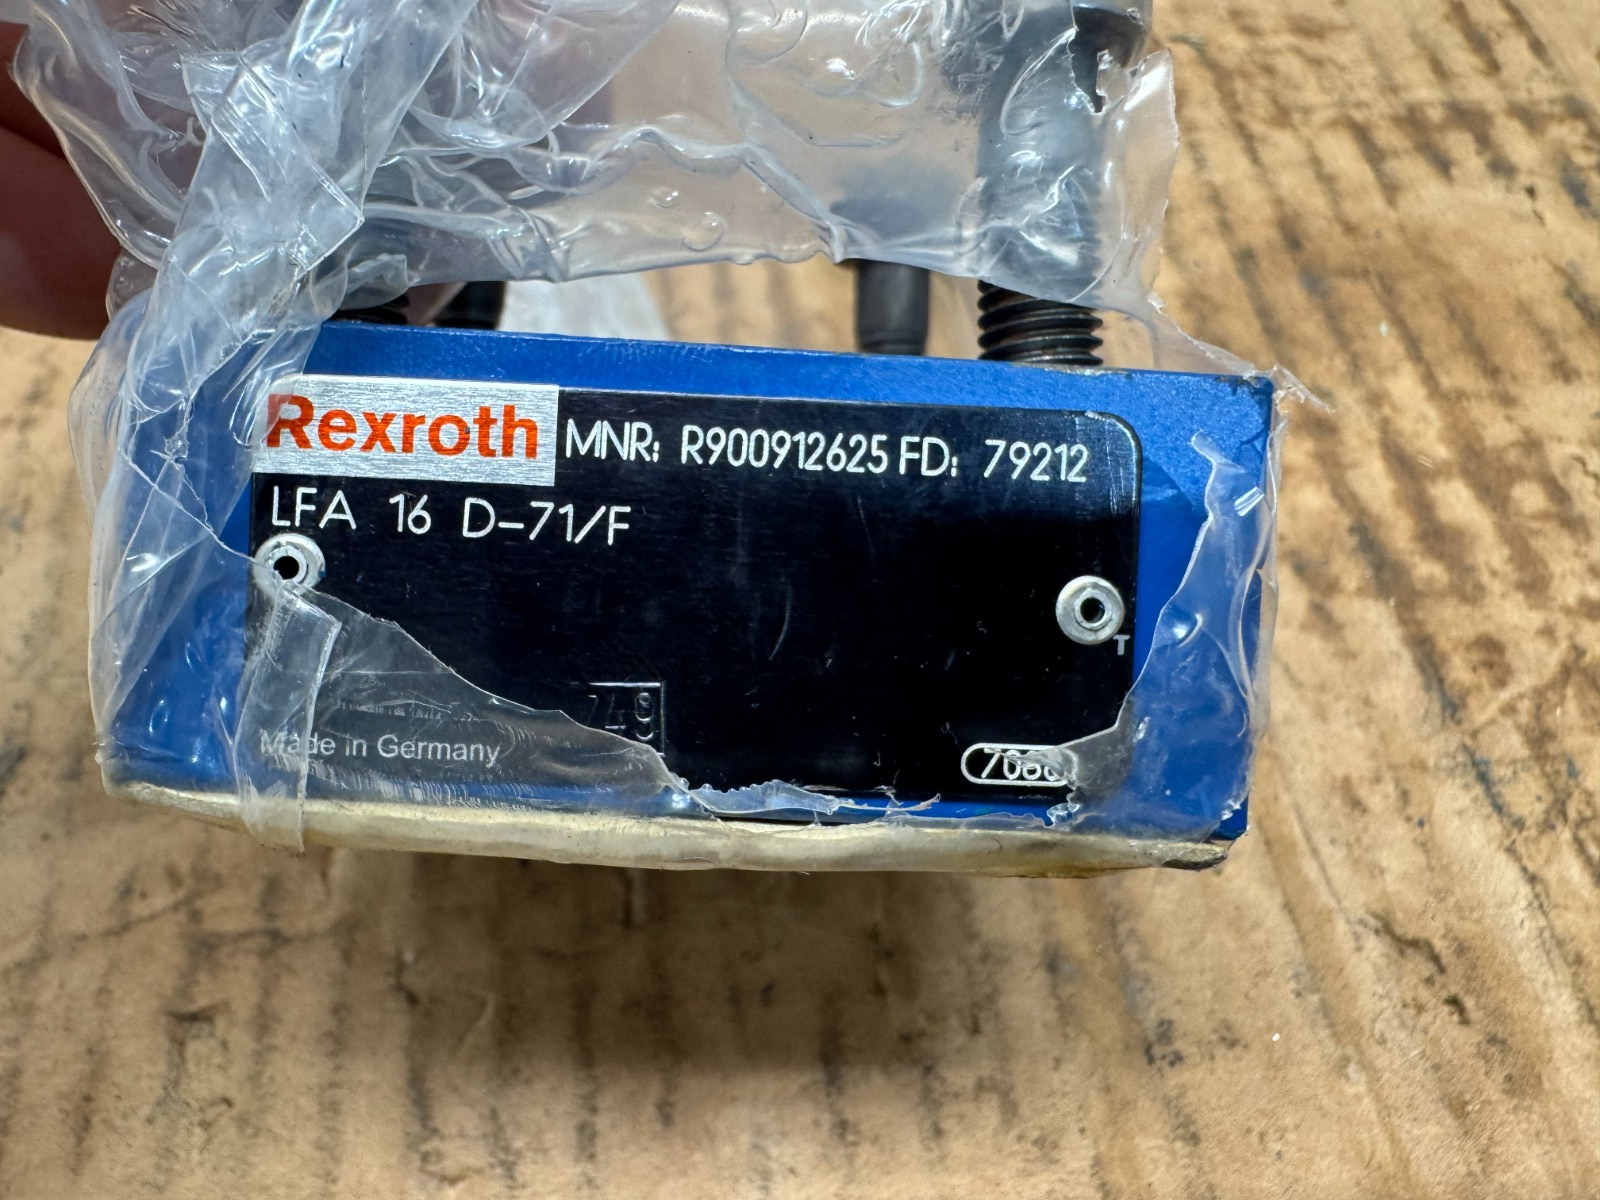 Rexroth MNR: R900912625 FD: 79212
LFA 16 D-71/F
T
Made in Germany